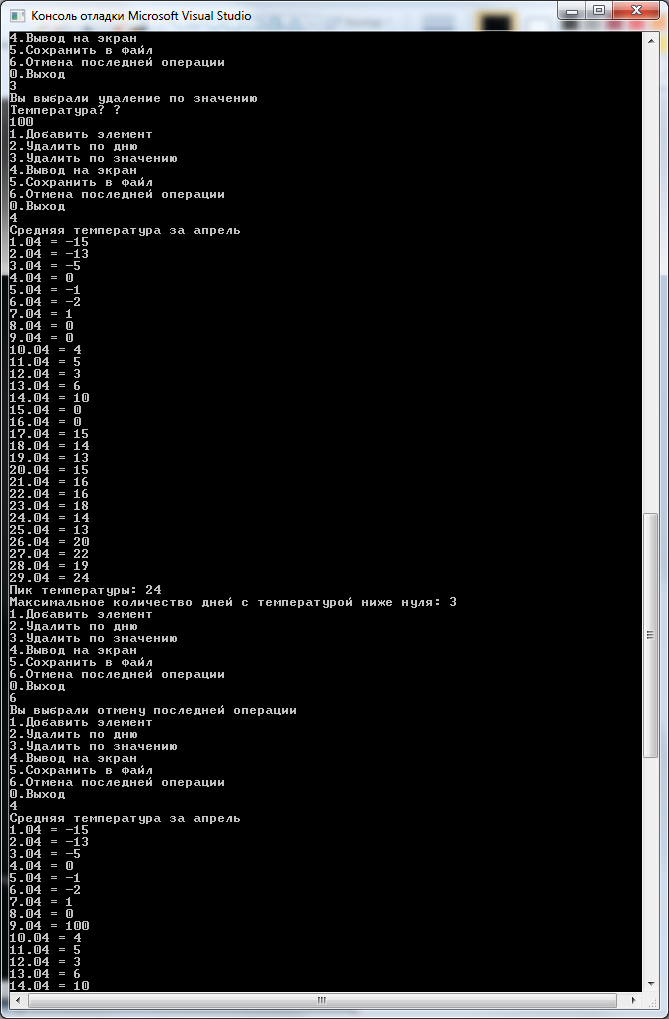 Консоль отладки Microsoft Visual Studio
4.Вывод на экран
5.Сохранить в файл
6.Отмена последней операции
0.Выход
3
Вы выбрали удаление по значению
Температура? ?
100
1.Добавить элемент
2.Удалить по дню
3.Удалить по значению
4.Вывод на экран
5.Сохранить в файл
6.Отмена последней операции
0.Выход
4
Средняя температура за апрель
1.04 = -15
2.04 = -13
3.04 = -5
4.04 = 0
5.04 = -1
6.04 = -2
7.04 = 1
8.04 = 0
9.04 = 0
10.04 = 4
11.04 = 5
12.04 = 3
13.04 = 6
14.04 = 10
15.04 = 0
16.04 = 0
17.04 = 15
18.04 = 14
19.04 = 13
20.04 = 15
21.04 = 16
22.04 = 16
23.04 = 18
24.04 = 14
25.04 = 13
26.04 = 20
27.04 = 22
28.04 = 19
29.04 = 24
Пик температуры: 24
Максимальное количество дней с температурой ниже нуля: 3
1.Добавить элемент
2.Удалить по дню
3.Удалить по значению
4.Вывод на экран
5.Сохранить в файл
6.Отмена последней операции
0.Выход
6
Вы выбрали отмену последней операции
1.Добавить элемент
2.Удалить по дню
3.Удалить по значению
4.Вывод на экран
5.Сохранить в файл
6.Отмена последней операции
0.Выход
4
Средняя температура за апрель
1.04 = -15
2.04 = -13
3.04 = -5
4.04 = 0
5.04 = -1
6.04 = -2
7.04 = 1
8.04 = 0
9.04 = 100
10.04 = 4
11.04 = 5
12.04 = 3
13.04 = 6
14.04 = 10